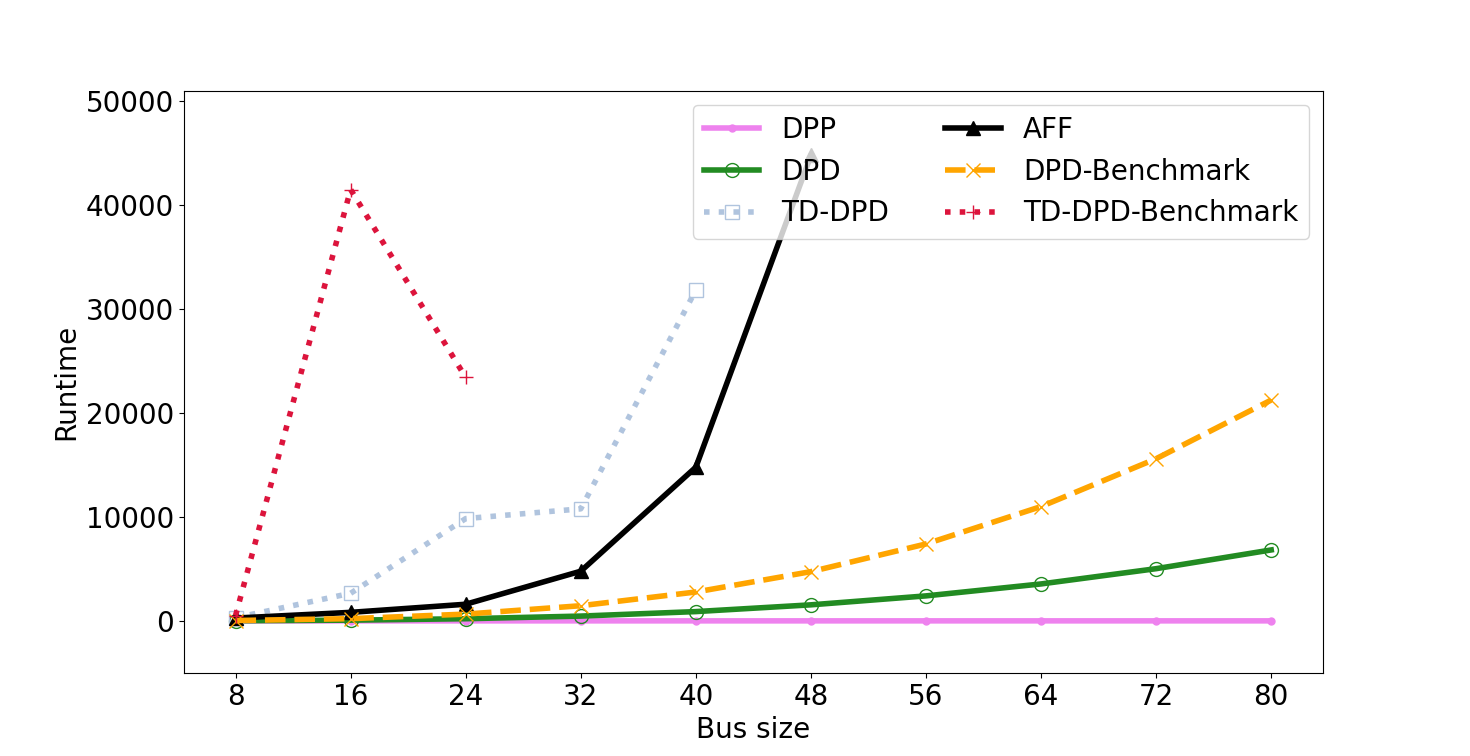 50000
40000
30000
20000
10000
0
Runtime
DPP
DPD
TD-DPD
AFF
DPD-Benchmark
TD-DPD-Benchmark
8 16 24 32 40 48 56 64 72 80
Bus size